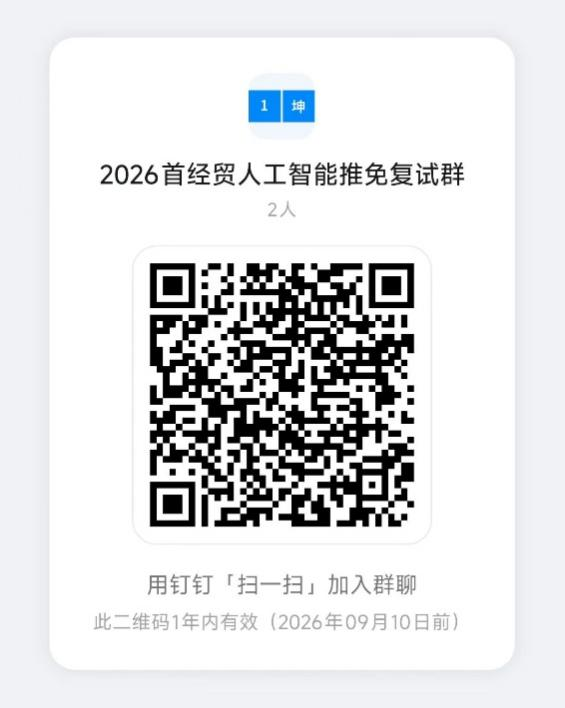 1 坤
2026首经贸人工智能推免复试群
2人
用钉钉「扫一扫」加入群聊
此二维码1年内有效（2026年09月10日前）